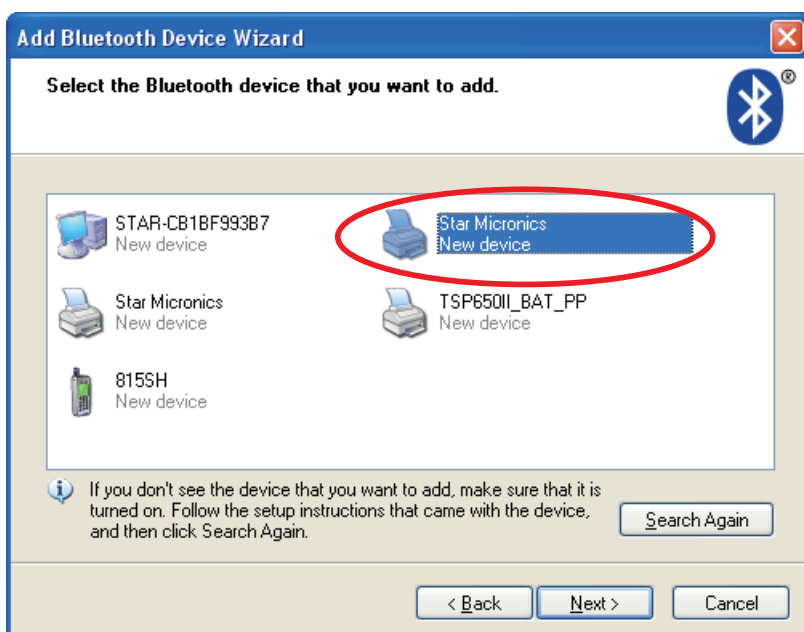 Add Bluetooth Device Wizard
Select the Bluetooth device that you want to add.
®
STAR-CB1BF993B7
New device
Star Micronics
New device
Star Micronics
New device
TSP650II_BAT_PP
New device
815SH
New device
If you don't see the device that you want to add, make sure that it is
turned on. Follow the setup instructions that came with the device,
and then click Search Again.
Search Again
< Back
Next >
Cancel